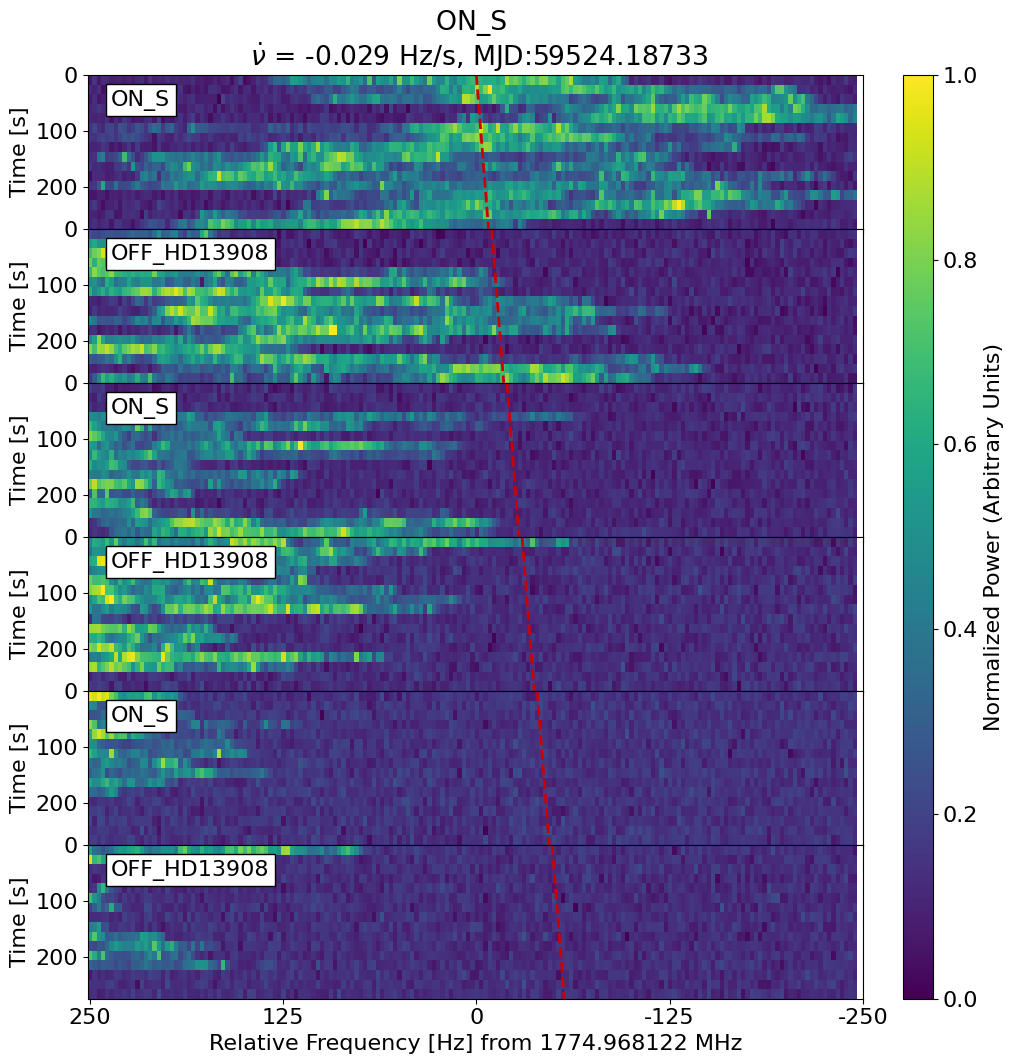 ON_S
ν̇ = -0.029 Hz/s, MJD:59524.18733
0
100
200
Time [s]
ON_S
0
100
200
Time [s]
OFF_HD13908
0
100
200
Time [s]
ON_S
0
100
200
Time [s]
OFF_HD13908
0
100
200
Time [s]
ON_S
0
100
200
Time [s]
OFF_HD13908
250 125 0 -125 -250
Relative Frequency [Hz] from 1774.968122 MHz
1.0
0.8
0.6
0.4
0.2
0.0
Normalized Power (Arbitrary Units)